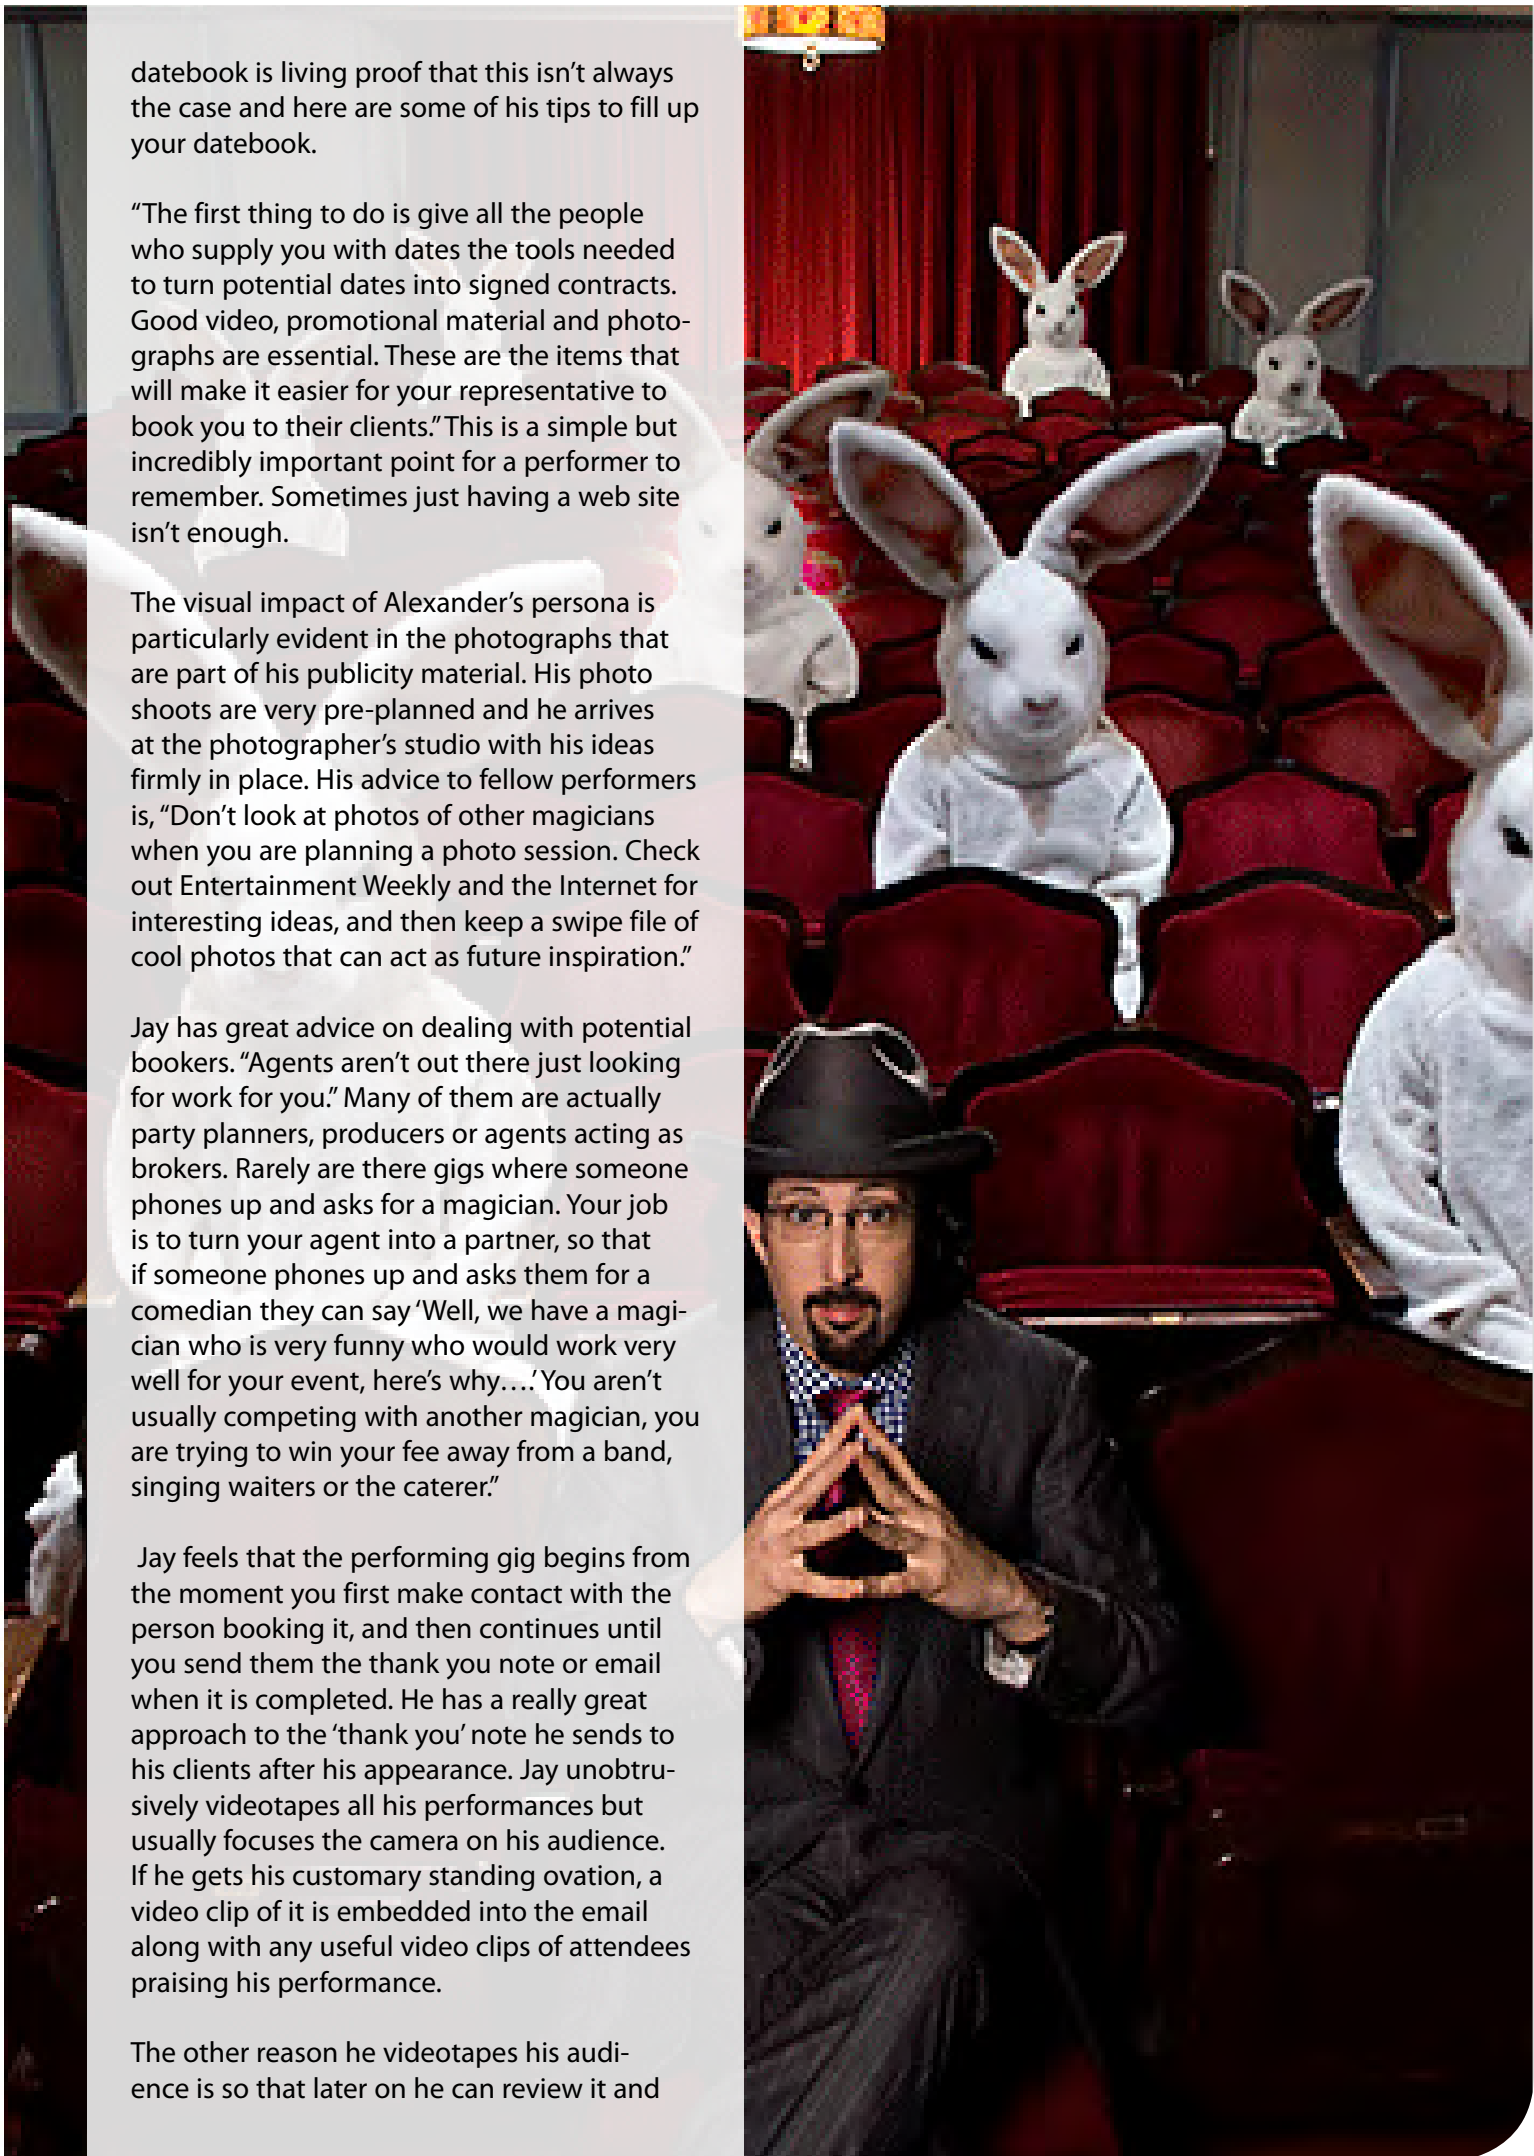 datebook is living proof that this isn’t always
the case and here are some of his tips to fill up
your datebook.
“The first thing to do is give all the people
who supply you with dates the tools needed
to turn potential dates into signed contracts.
Good video, promotional material and photo-
graphs are essential. These are the items that
will make it easier for your representative to
book you to their clients.” This is a simple but
incredibly important point for a performer to
remember. Sometimes just having a web site
isn’t enough.
The visual impact of Alexander’s persona is
particularly evident in the photographs that
are part of his publicity material. His photo
shoots are very pre-planned and he arrives
at the photographer’s studio with his ideas
firmly in place. His advice to fellow performers
is, “Don’t look at photos of other magicians
when you are planning a photo session. Check
out Entertainment Weekly and the Internet for
interesting ideas, and then keep a swipe file of
cool photos that can act as future inspiration.”
Jay has great advice on dealing with potential
bookers. “Agents aren’t out there just looking
for work for you.” Many of them are actually
party planners, producers or agents acting as
brokers. Rarely are there gigs where someone
phones up and asks for a magician. Your job
is to turn your agent into a partner, so that
if someone phones up and asks them for a
comedian they can say ‘Well, we have a magi-
cian who is very funny who would work very
well for your event, here’s why….’ You aren’t
usually competing with another magician, you
are trying to win your fee away from a band,
singing waiters or the caterer.”
Jay feels that the performing gig begins from
the moment you first make contact with the
person booking it, and then continues until
you send them the thank you note or email
when it is completed. He has a really great
approach to the ‘thank you’ note he sends to
his clients after his appearance. Jay unobtru-
sively videotapes all his performances but
usually focuses the camera on his audience.
If he gets his customary standing ovation, a
video clip of it is embedded into the email
along with any useful video clips of attendees
praising his performance.
The other reason he videotapes his audi-
ence is so that later on he can review it and